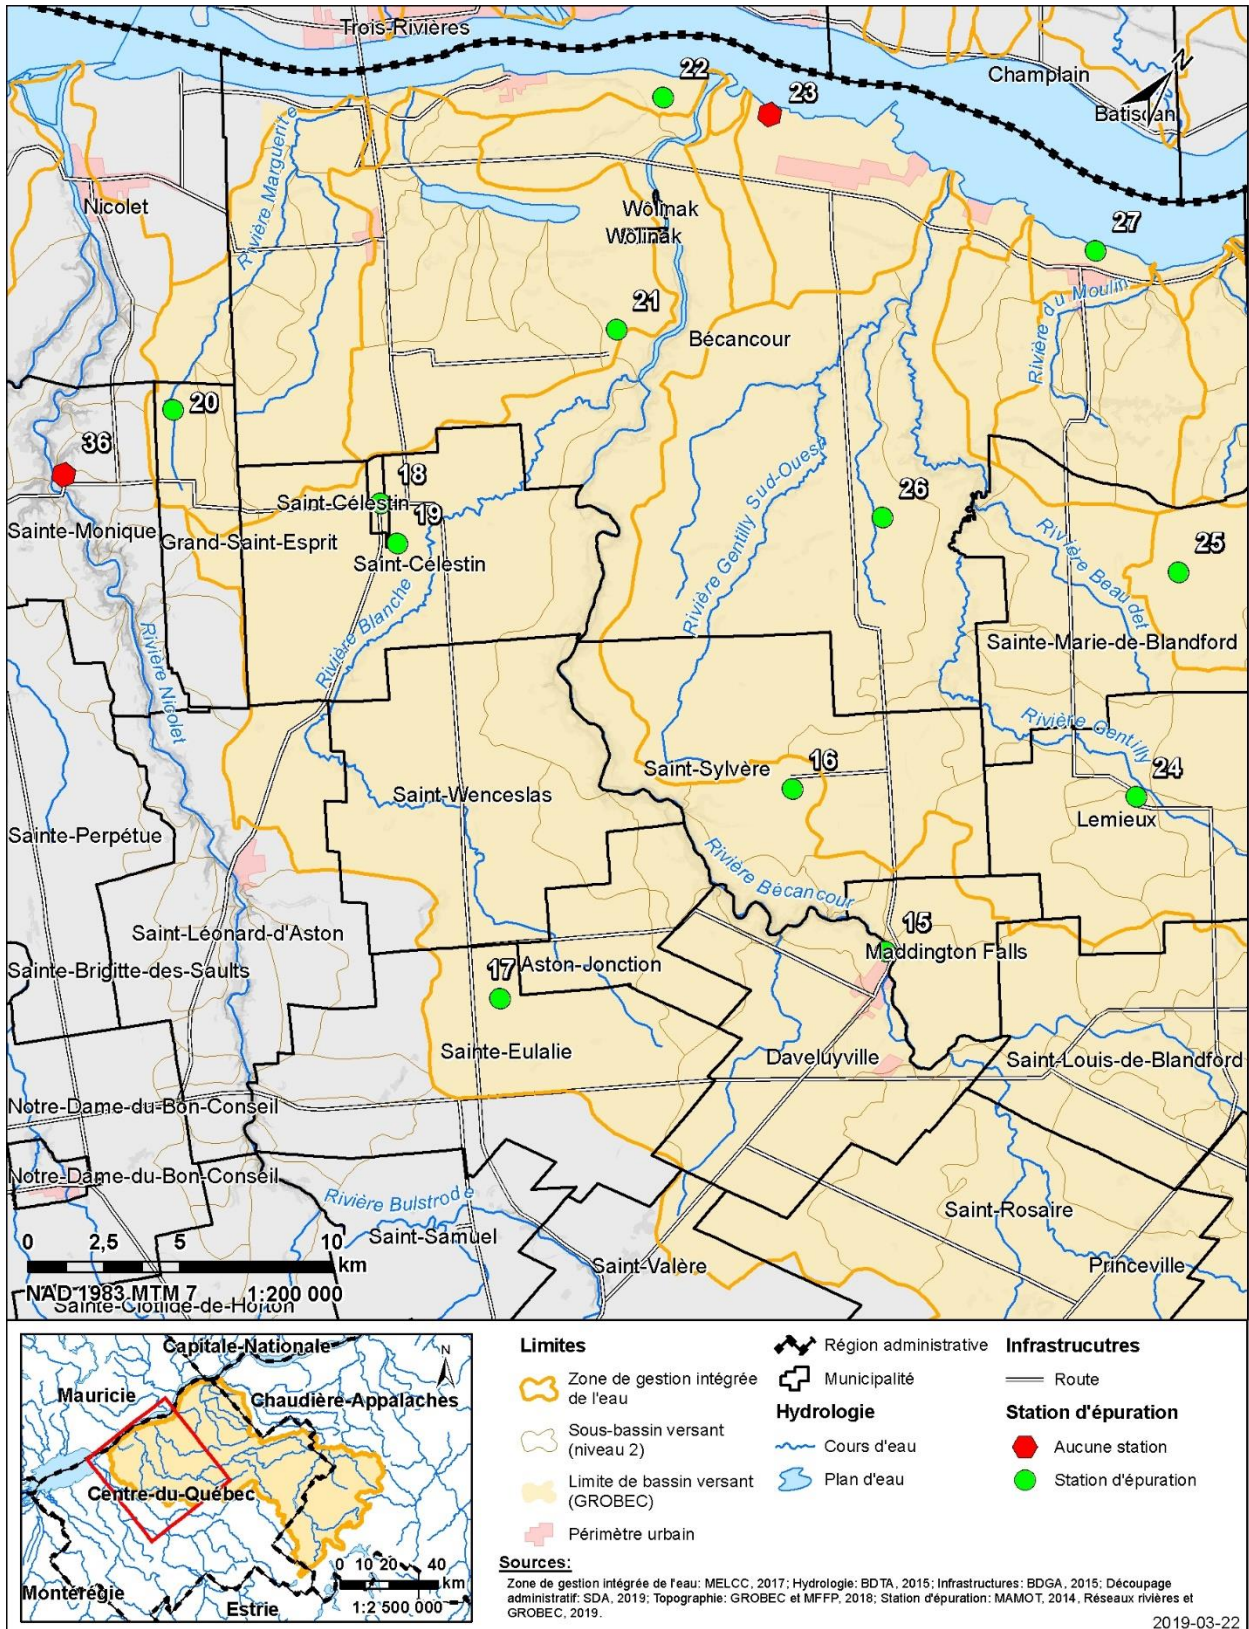 Trois-Rivières
Champlain
Batiscan
N
22
23
Nicolet
Rivière Marguerite
Wôlinak
27
Rivière du Moulin
21
Bécancour
20
36
18
Saint-Célestin
19
Sainte-Monique
Grand-Saint-Esprit
Saint-Célestin
Rivière Gentilly Sud-Ouest
26
25
Rivière Beaudet
Rivière Blanche
Sainte-Marie-de-Blandford
Rivière Nicolet
Rivière Gentilly
Saint-Sylvère
16
24
Saint-Wenceslas
Lemieux
Sainte-Perpétue
Rivière Bécancour
Saint-Léonard-d'Aston
15
Maddington Falls
Sainte-Brigitte-des-Saults
17
Aston-Jonction
Sainte-Eulalie
Daveluyville
Saint-Louis-de-Blandford
Notre-Dame-du-Bon-Conseil
Notre-Dame-du-Bon-Conseil
Rivière Bulstrode
Saint-Samuel
Saint-Rosaire
Saint-Valère
Princeville
0 2,5 5 10
km
NAD 1983 MTM 7 1:200 000
Sainte-Clotilde-de-Horton
Capitale-Nationale
N
Mauricie
Chaudière-Appalaches
Centre-du-Québec
Montérégie
Estrie
0 10 20 40
km
1:2 500 000
Limites
Zone de gestion intégrée
de l'eau
Sous-bassin versant
(niveau 2)
Limite de bassin versant
(GROBEC)
Périmètre urbain
Région administrative
Municipalité
Hydrologie
Cours d'eau
Plan d'eau
Infrastrucutres
Route
Station d'épuration
Aucune station
Station d'épuration
Sources:
Zone de gestion intégrée de l'eau: MELCC, 2017; Hydrologie: BDTA, 2015; Infrastructures: BDGA, 2015; Découpage
administratif: SDA, 2019; Topographie: GROBEC et MFFP, 2018; Station d'épuration: MAMOT, 2014, Réseaux rivières et
GROBEC, 2019.
2019-03-22